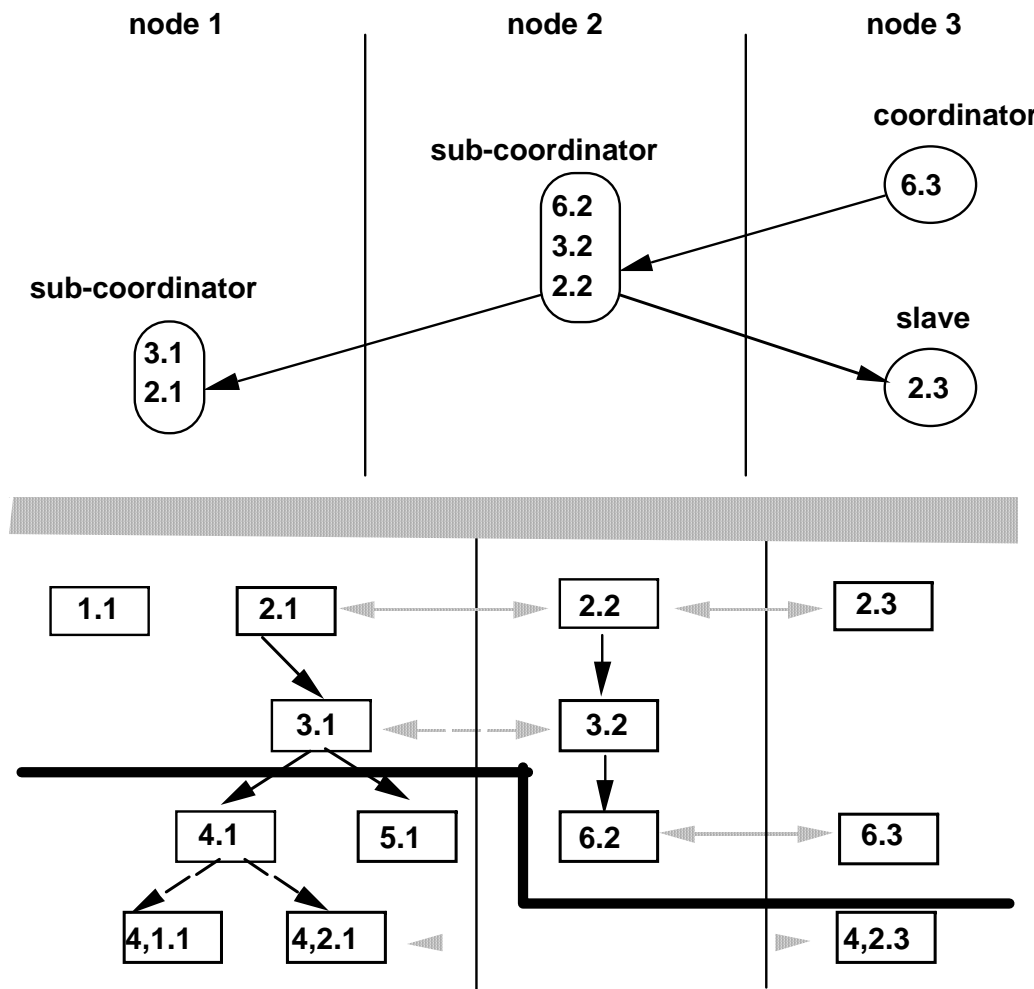 node 1
node 2
node 3
coordinator
sub-coordinator
6.3
6.2
3.2
2.2
sub-coordinator
slave
3.1
2.1
2.3
1.1
2.1
2.2
2.3
3.1
3.2
4.1
5.1
6.2
6.3
4,1.1
4,2.1
4,2.3